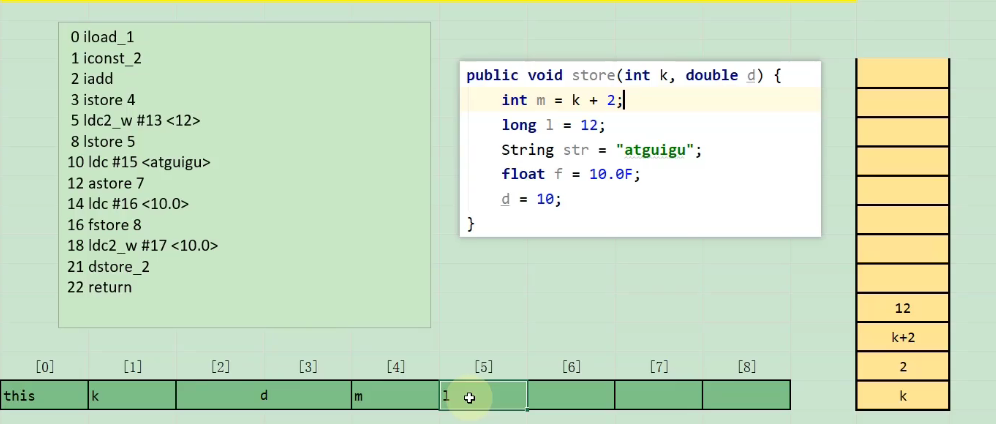 0 iload_1
1 iconst_2
2 iadd
3 istore 4
5 ldc2_w #13 <12>
8 lstore 5
10 ldc #15 <atguigu>
12 astore 7
14 ldc #16 <10.0>
16 fstore 8
18 ldc2_w #17 <10.0>
21 dstore_2
22 return
public void store(int k, double d) {
int m = k + 2;
long l = 12;
String str = "atguigu";
float f = 10.0F;
d = 10;
}
12
k+2
2
k
[0] [1] [2] [3] [4] [5] [6] [7] [8]
this k d m l